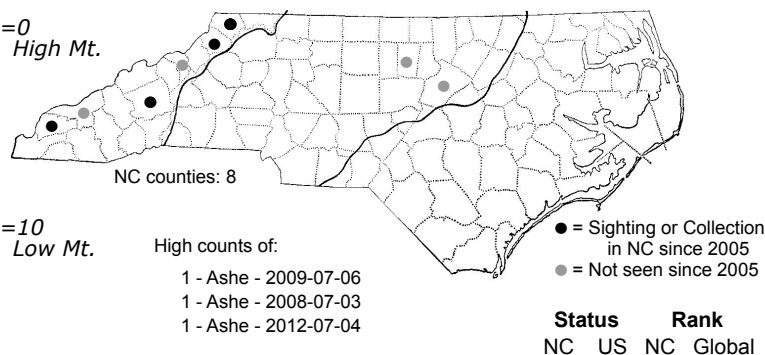 =0
High Mt.
NC counties: 8
=10
Low Mt.
High counts of:
1 - Ashe - 2009-07-06
1 - Ashe - 2008-07-03
1 - Ashe - 2012-07-04
= Sighting or Collection
in NC since 2005
= Not seen since 2005
Status Rank
NC US NC Global